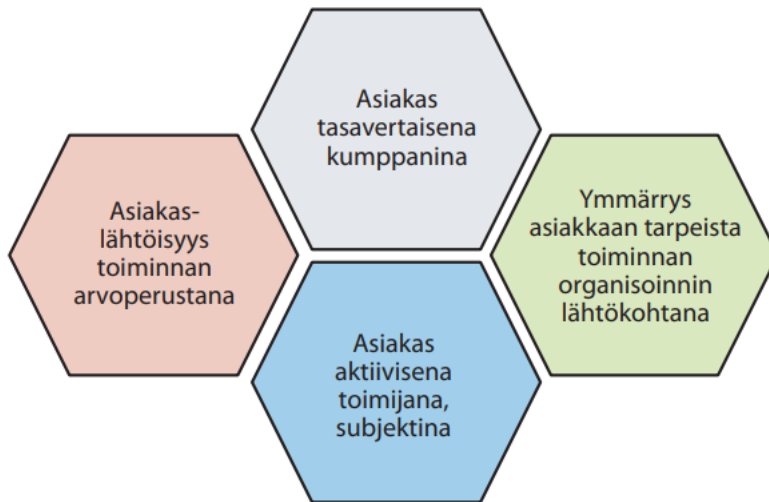 Asiakas
tasavertaisena
kumppanina
Asiakas-
lähtöisyys
toiminnan
arvoperustana
Ymmärrys
asiakkaan tarpeista
toiminnan
organisoinnin
lähtökohtana
Asiakas
aktiivisena
toimijana,
subjektina